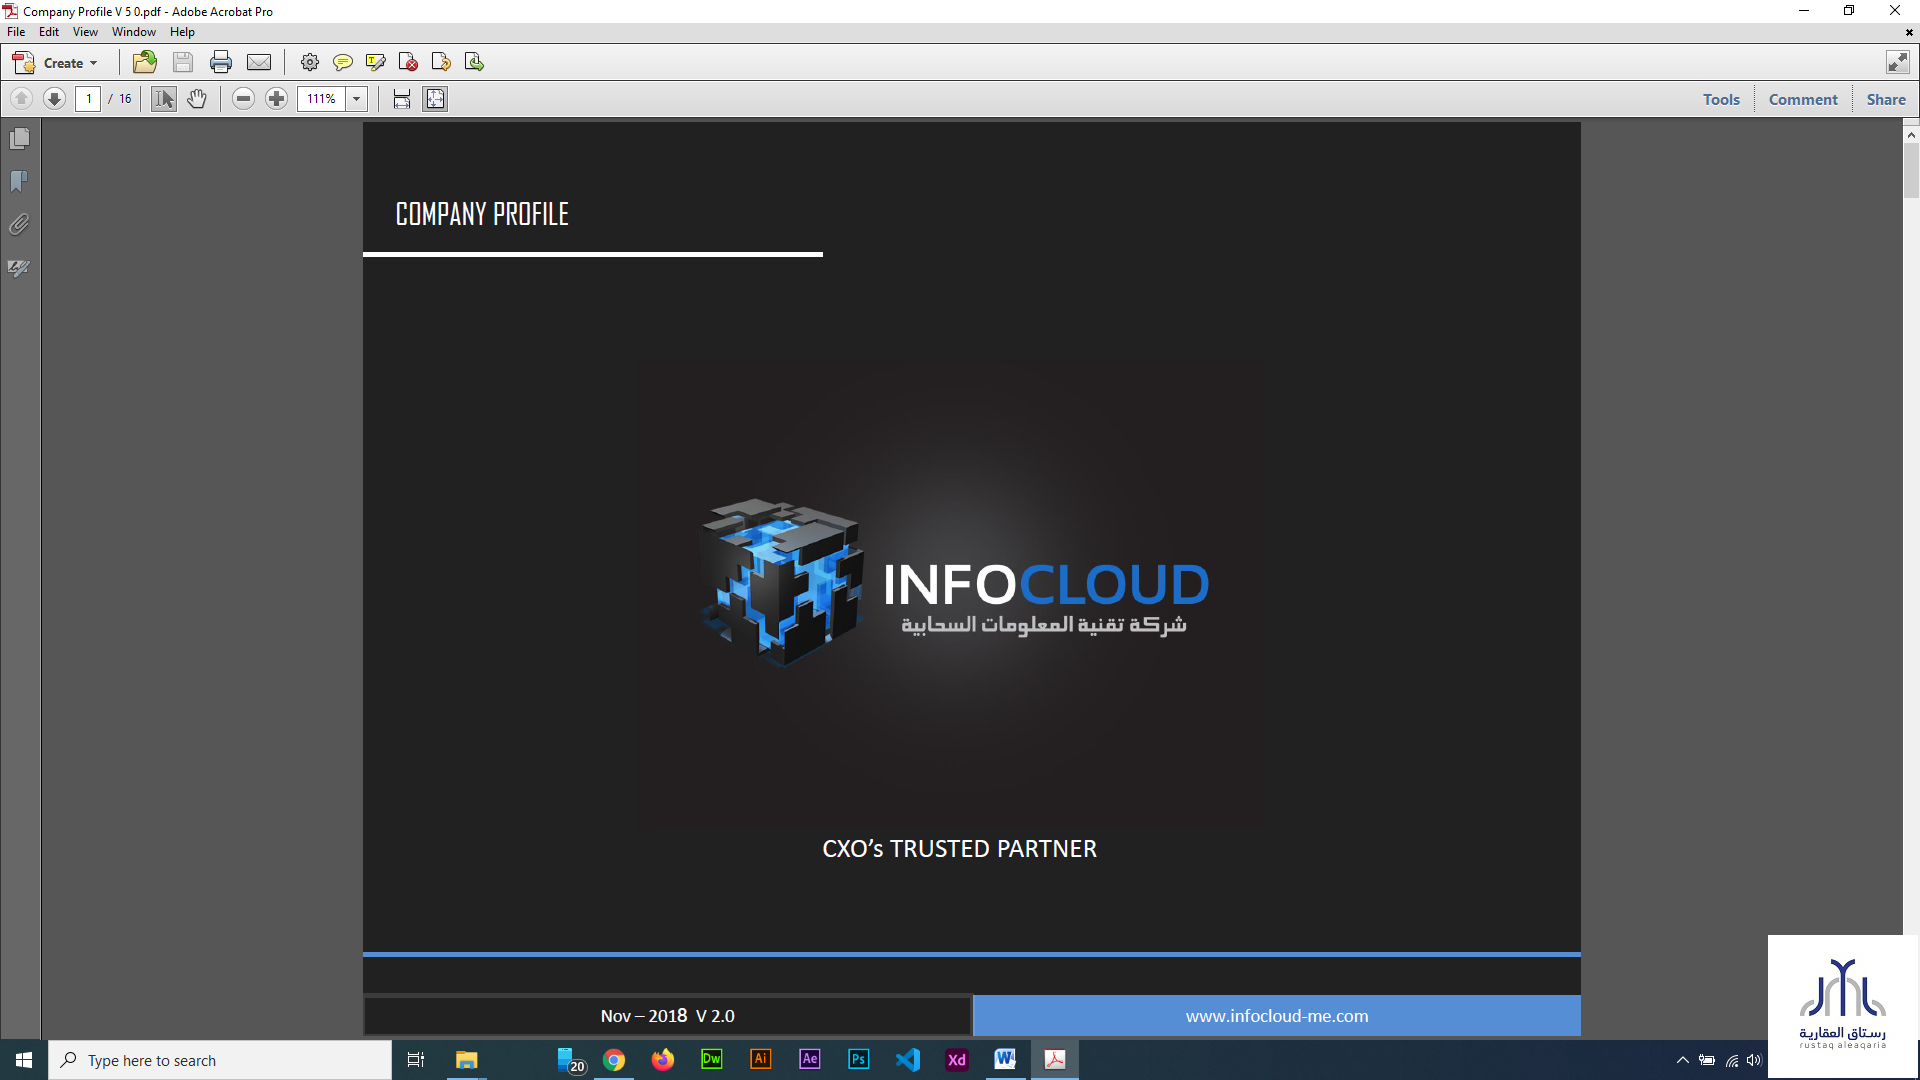 Company Profile V 5 0.pdf - Adobe Acrobat Pro
File Edit View Window Help
Create
1 / 16 111% Tools Comment Share
COMPANY PROFILE
INFOCLOUD
شركة تقنية المعلومات السحابية
CXO’s TRUSTED PARTNER
Nov – 2018 V 2.0 www.infocloud-me.com
رستاق العقارية
rustaq aleaqaria
Type here to search 20 Dw Ai Ae Ps Xd W